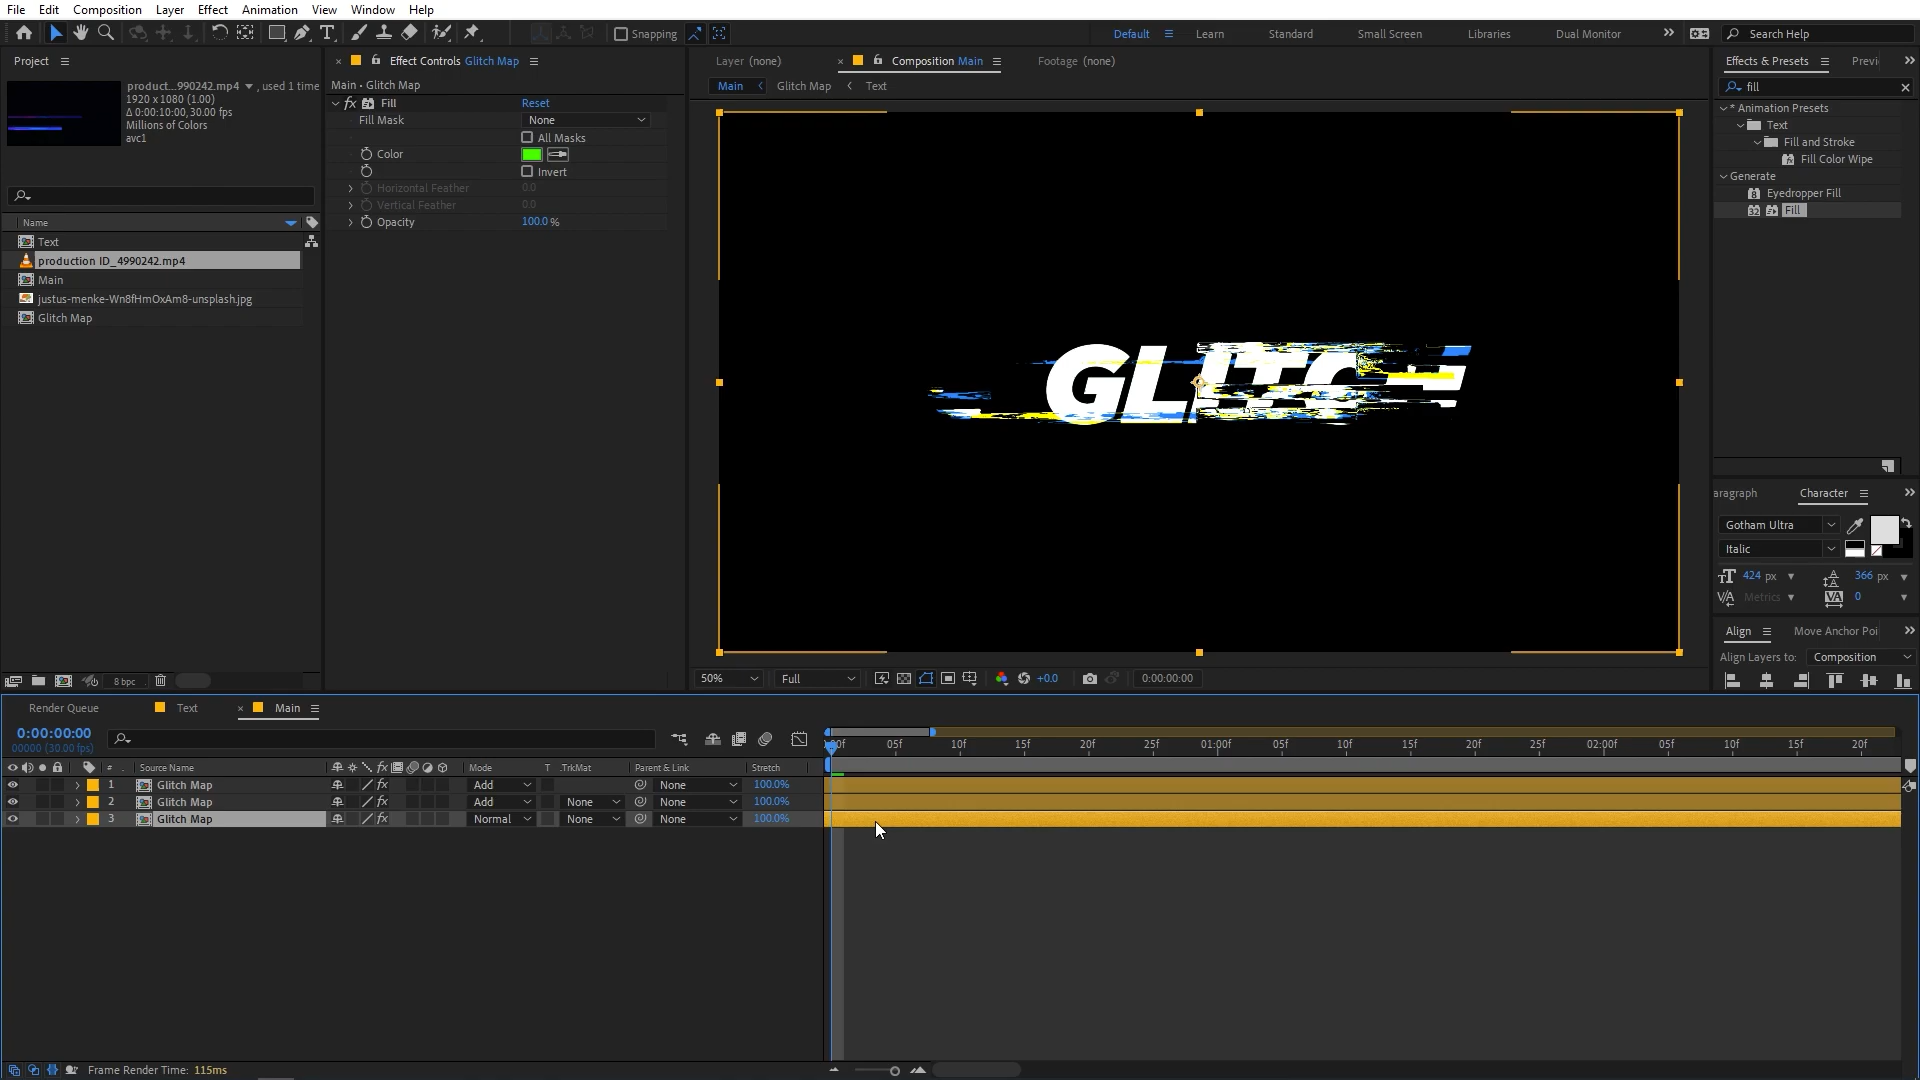 File Edit Composition Layer Effect Animation View Window Help
Snapping
Default Learn Standard Small Screen Libraries Dual Monitor Search Help
Project
product...990242.mp4 , used 1 time
1920 x 1080 (1.00)
Δ 0:00:10:00, 30.00 fps
Millions of Colors
avc1
Name
Text
production ID_4990242.mp4
Main
justus-menke-Wn8fHmOxAm8-unsplash.jpg
Glitch Map
8 bpc
Effect Controls Glitch Map
Main • Glitch Map
fx Fill Reset
Fill Mask None
All Masks
Color
Invert
Horizontal Feather 0.0
Vertical Feather 0.0
Opacity 100.0 %
Layer (none) Composition Main Footage (none)
Main Glitch Map Text
GLITCH
50% Full +0.0 0:00:00:00
Effects & Presets Previ
fill
* Animation Presets
Text
Fill and Stroke
Fill Color Wipe
Generate
Eyedropper Fill
Fill
aragraph Character
Gotham Ultra
Italic
424 px 366 px
Metrics 0
Align Move Anchor Poi
Align Layers to: Composition
Render Queue Text Main
0:00:00:00
00000 (30.00 fps)
:00f 05f 10f 15f 20f 25f 01:00f 05f 10f 15f 20f 25f 02:00f 05f 10f 15f 20f
# Source Name Mode T .TrkMat Parent & Link Stretch
1 Glitch Map Add None 100.0%
2 Glitch Map Add None None 100.0%
3 Glitch Map Normal None None 100.0%
Frame Render Time: 115ms